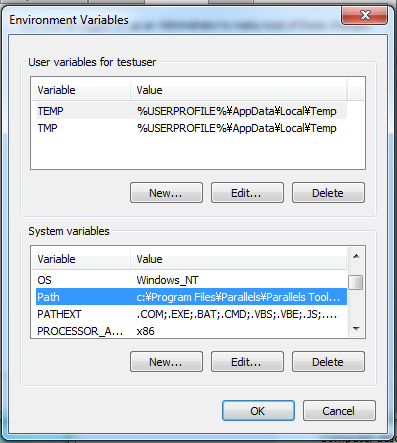 Environment Variables
User variables for testuser
Variable Value
TEMP %USERPROFILE%¥AppData¥Local¥Temp
TMP %USERPROFILE%¥AppData¥Local¥Temp
New... Edit... Delete
System variables
Variable Value
OS Windows_NT
Path c:¥Program Files¥Parallels¥Parallels Tool...
PATHEXT .COM;.EXE;.BAT;.CMD;.VBS;.VBE;.JS;....
PROCESSOR_A... x86
New... Edit... Delete
OK Cancel